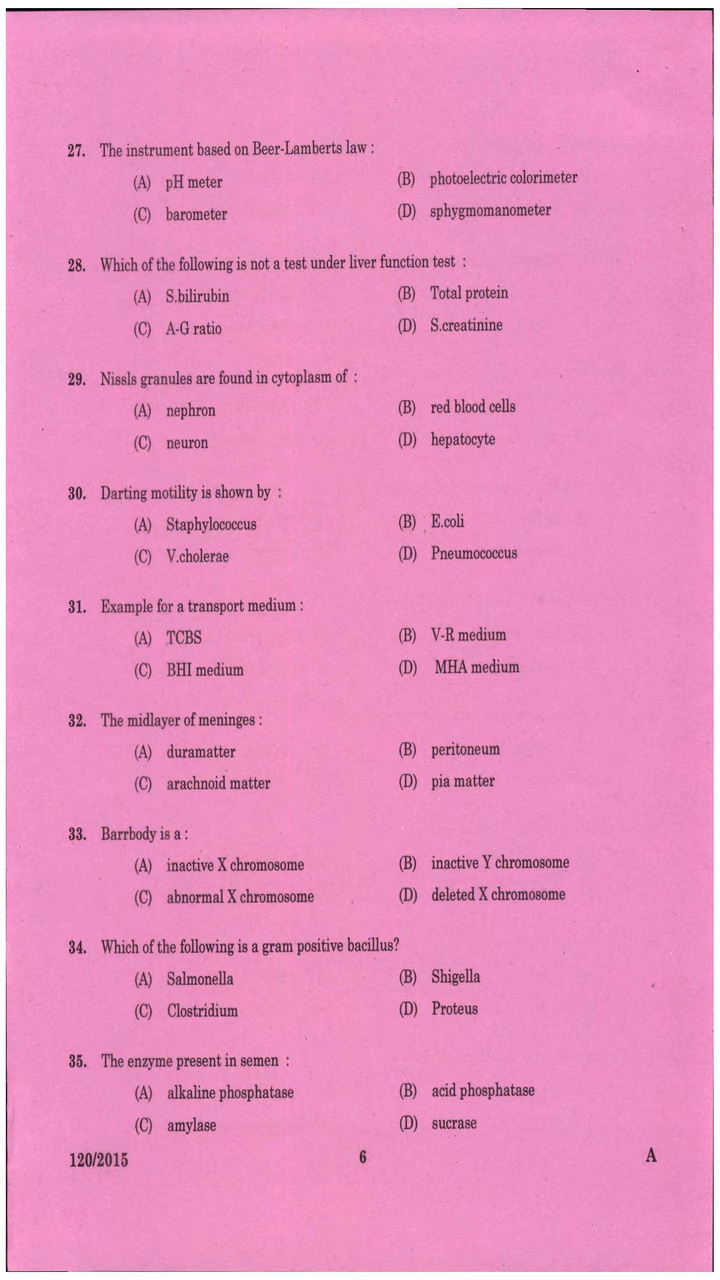 27. The instrument based on Beer-Lamberts law :
(A) pH meter (B) photoelectric colorimeter
(C) barometer (D) sphygmomanometer
28. Which of the following is not a test under liver function test :
(A) S.bilirubin (B) Total protein
(C) A-G ratio (D) S.creatinine
29. Nissls granules are found in cytoplasm of :
(A) nephron (B) red blood cells
(C) neuron (D) hepatocyte
30. Darting motility is shown by :
(A) Staphylococcus (B) E.coli
(C) V.cholerae (D) Pneumococcus
31. Example for a transport medium :
(A) TCBS (B) V-R medium
(C) BHI medium (D) MHA medium
32. The midlayer of meninges :
(A) duramatter (B) peritoneum
(C) arachnoid matter (D) pia matter
33. Barrbody is a :
(A) inactive X chromosome (B) inactive Y chromosome
(C) abnormal X chromosome (D) deleted X chromosome
34. Which of the following is a gram positive bacillus?
(A) Salmonella (B) Shigella
(C) Clostridium (D) Proteus
35. The enzyme present in semen :
(A) alkaline phosphatase (B) acid phosphatase
(C) amylase (D) sucrase
120/2015 6 A